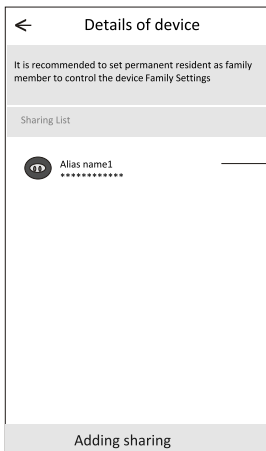 Details of device
It is recommended to set permanent resident as family
member to control the device Family Settings
Sharing List
Alias name1
************
Adding sharing